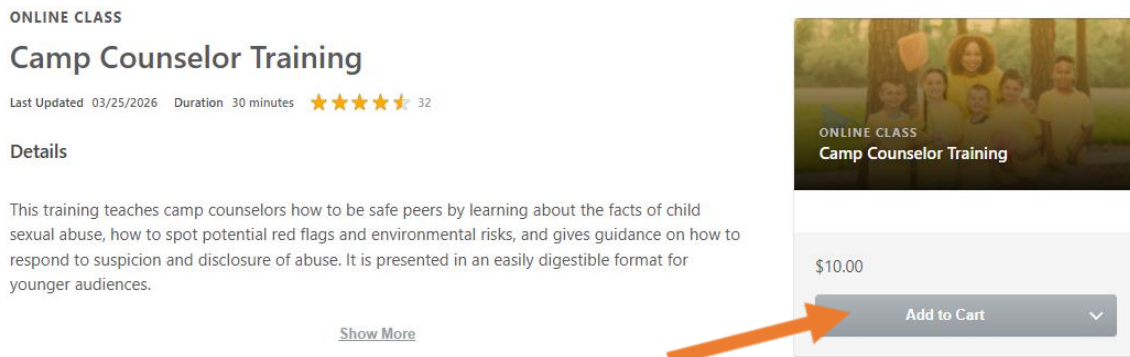 ONLINE CLASS
Camp Counselor Training
Last Updated 03/25/2026 Duration 30 minutes 32
Details
This training teaches camp counselors how to be safe peers by learning about the facts of child
sexual abuse, how to spot potential red flags and environmental risks, and gives guidance on how to
respond to suspicion and disclosure of abuse. It is presented in an easily digestible format for
younger audiences.
Show More
ONLINE CLASS
Camp Counselor Training
$10.00
Add to Cart